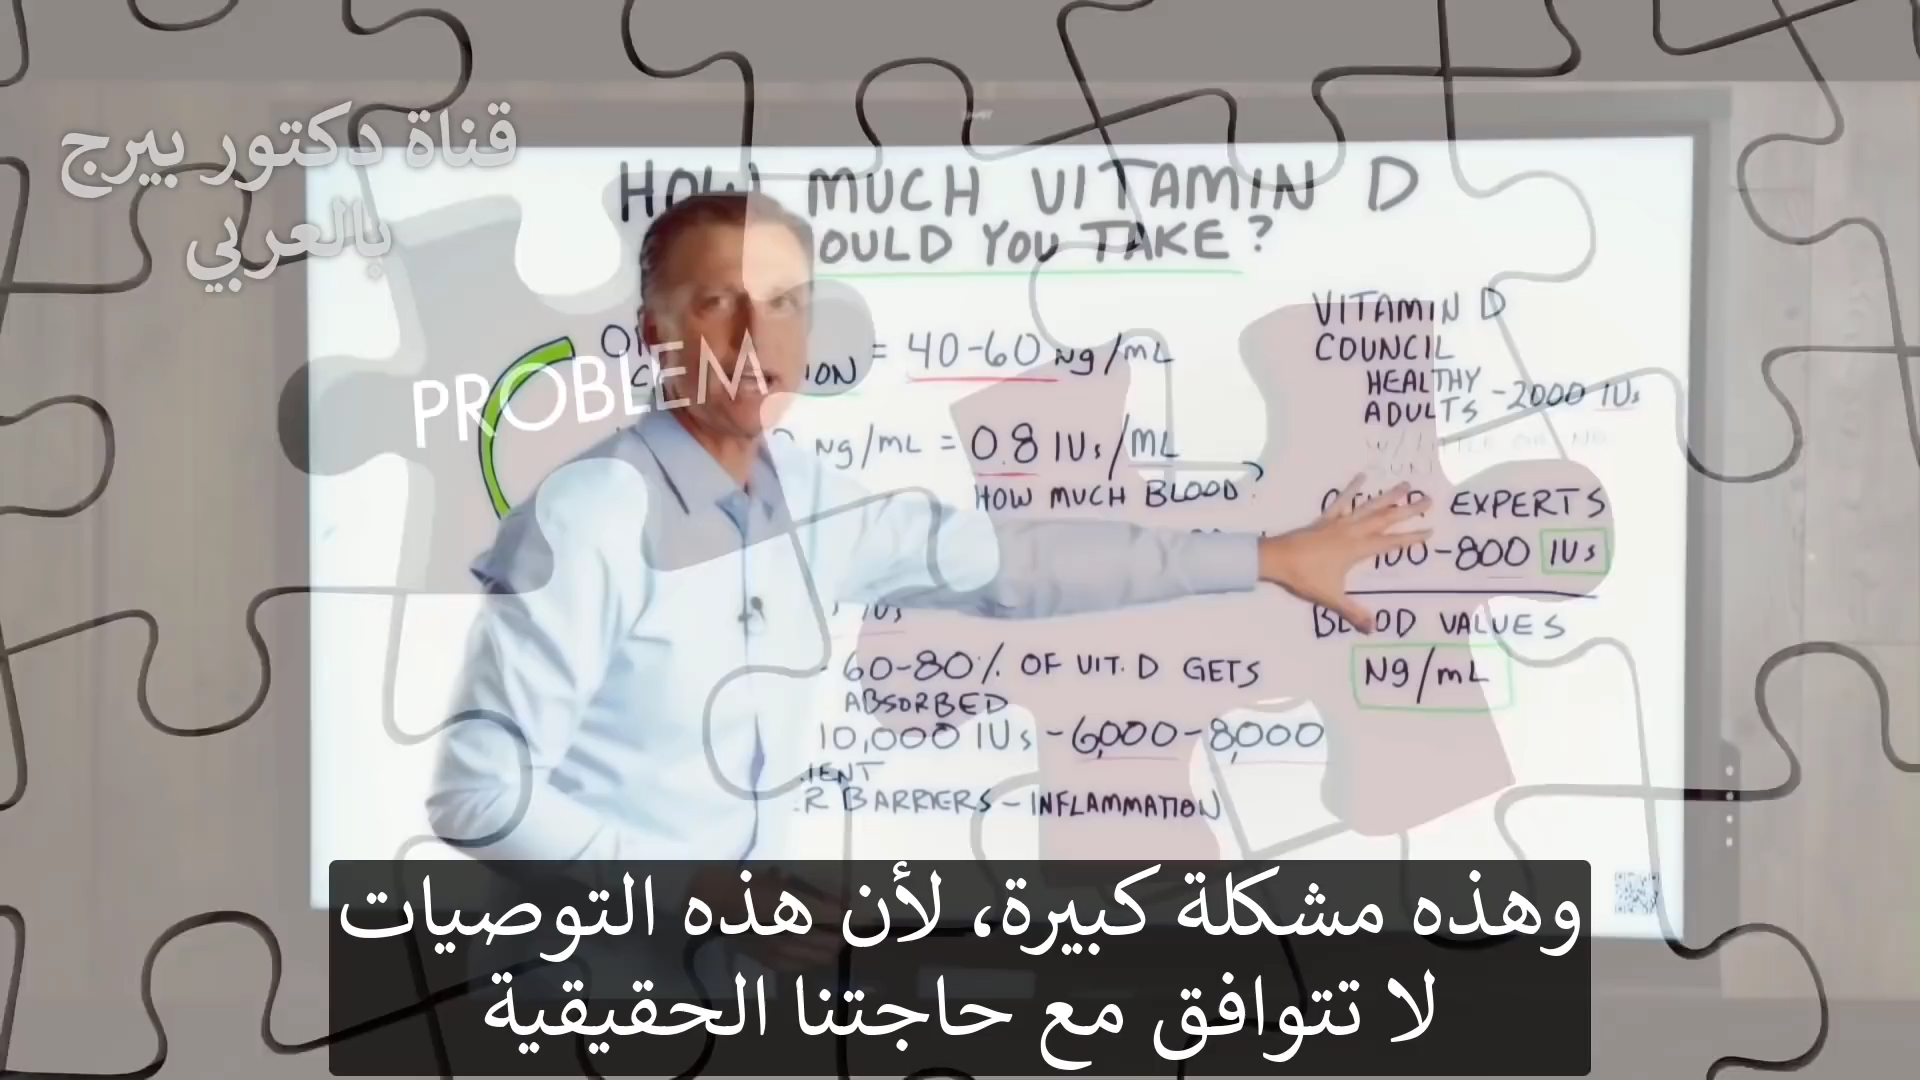 قناة دكتور بيرج
بالعربي
HOW MUCH VITAMIN D
OULD YOU TAKE?
PROBLEM
ION = 40-60 Ng/mL
Ng/mL = 0.8 IUs/ML
HOW MUCH BLOOD?
IUs
60-80% OF VIT. D GETS
ABSORBED
10,000 IUs - 6,000 - 8,000
IENT
R BARRIERS - INFLAMMATION
VITAMIN D
COUNCIL
HEALTHY
ADULTS - 2000 IUs
EXPERTS
-800 IUs
BLOOD VALUES
Ng/mL
وهذه مشكلة كبيرة، لأن هذه التوصيات
لا تتوافق مع حاجتنا الحقيقية